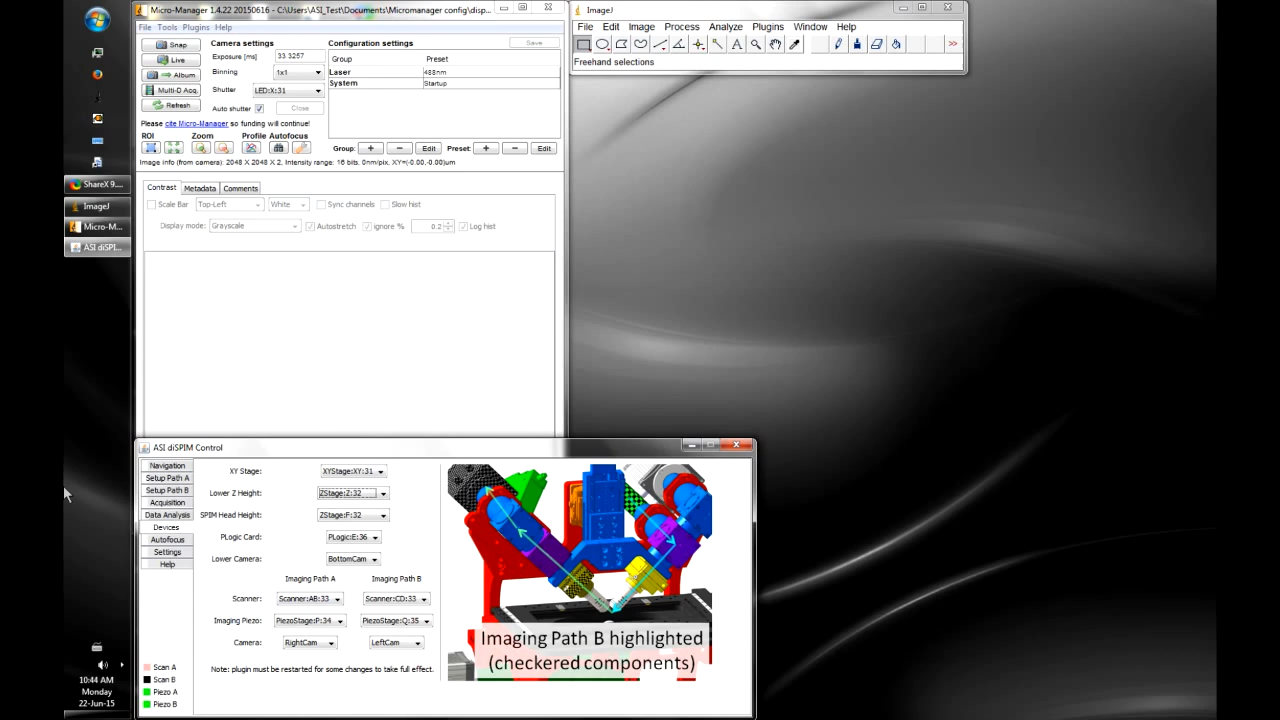 Micro-Manager 1.4.22 20150616 - C:\Users\ASI_Test\Documents\Micromanager config\disp...
File Tools Plugins Help
Snap
Live
Album
Multi-D Acq.
Refresh
Camera settings
Exposure [ms] 33.3257
Binning 1x1
Shutter LED:X:31
Auto shutter Close
Configuration settings
Save
Group Preset
Laser 488nm
System Startup
Please cite Micro-Manager so funding will continue!
ROI Zoom Profile Autofocus
Group: + − Edit Preset: + − Edit
Image info (from camera): 2048 X 2048 X 2, Intensity range: 16 bits, 0nm/pix, XY=(-0.00,-0.00)um
Contrast Metadata Comments
Scale Bar Top-Left White Sync channels Slow hist
Display mode: Grayscale Autostretch ignore % 0.2 Log hist
ImageJ
File Edit Image Process Analyze Plugins Window Help
>>
Freehand selections
ShareX 9....
ImageJ
Micro-M...
ASI diSPI...
10:44 AM
Monday
22-Jun-15
ASI diSPIM Control
Navigation
Setup Path A
Setup Path B
Acquisition
Data Analysis
Devices
Autofocus
Settings
Help
Scan A
Scan B
Piezo A
Piezo B
XY Stage: XYStage:XY:31
Lower Z Height: ZStage:Z:32
SPIM Head Height: ZStage:F:32
PLogic Card: PLogic:E:36
Lower Camera: BottomCam
Imaging Path A Imaging Path B
Scanner: Scanner:AB:33 Scanner:CD:33
Imaging Piezo: PiezoStage:P:34 PiezoStage:Q:35
Camera: RightCam LeftCam
Note: plugin must be restarted for some changes to take full effect.
Imaging Path B highlighted
(checkered components)